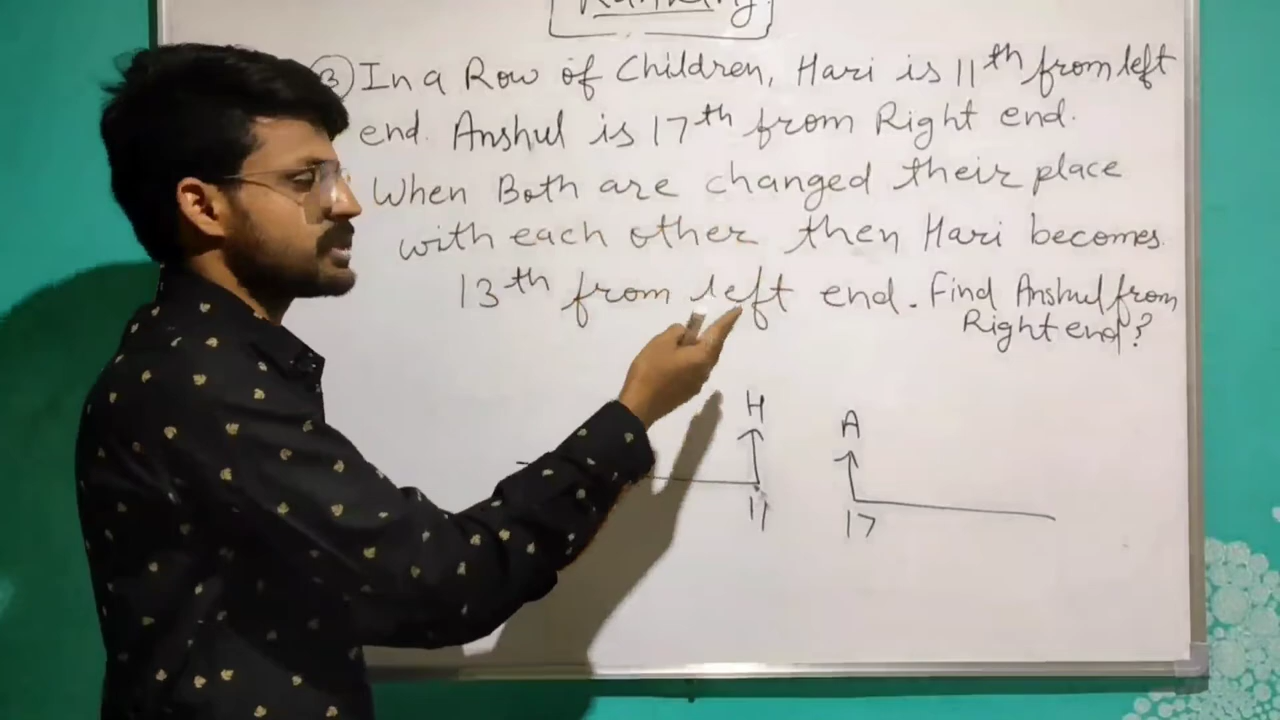 Ranking
③ In a Row of Children, Hari is 11th from left
end. Anshul is 17th from Right end.
When Both are changed their place
with each other then Hari becomes
13th from left end. Find Anshul from
Right end?
H
A
11
17